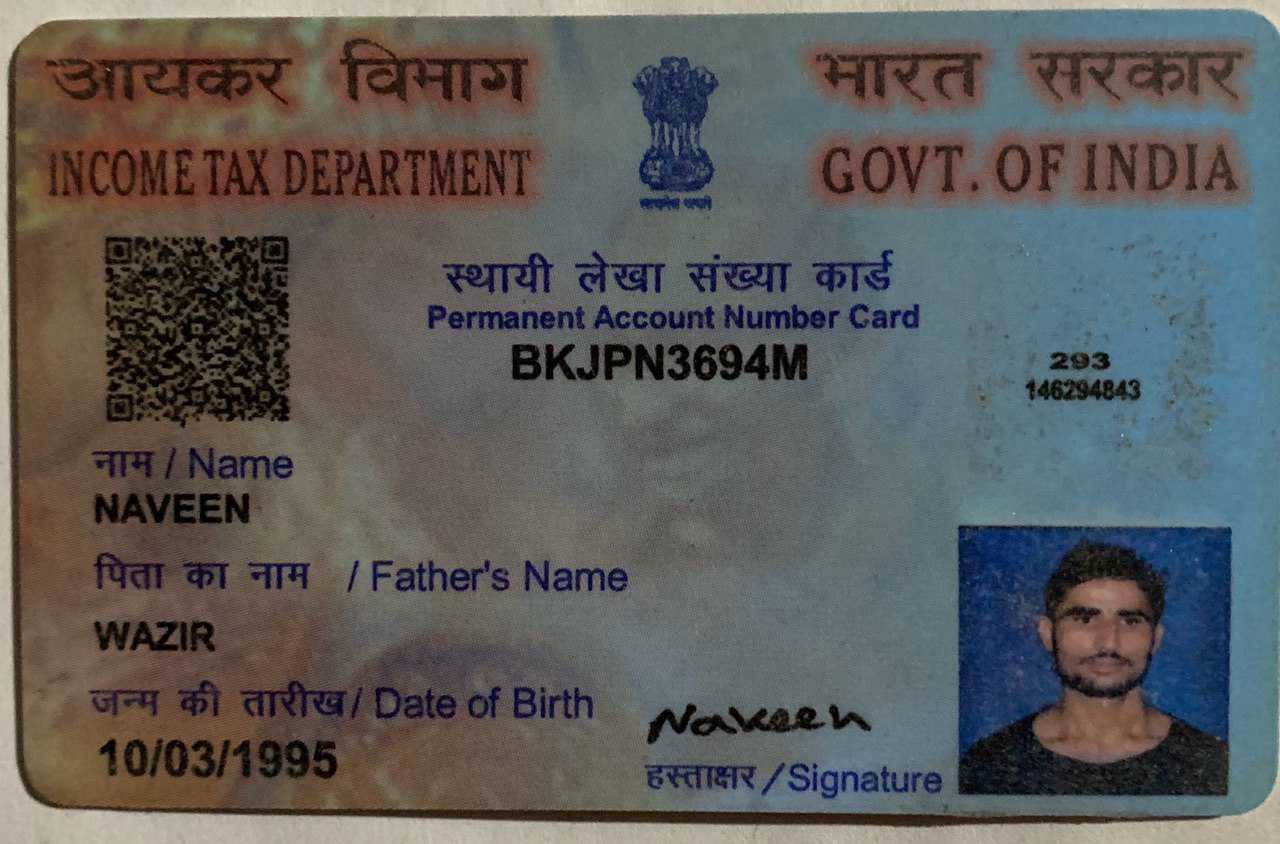 आयकर विभाग
INCOME TAX DEPARTMENT
भारत सरकार
GOVT. OF INDIA
सत्यमेव जयते
स्थायी लेखा संख्या कार्ड
Permanent Account Number Card
BKJPN3694M
293
146294843
नाम / Name
NAVEEN
पिता का नाम / Father's Name
WAZIR
जन्म की तारीख / Date of Birth
10/03/1995
Naveen
हस्ताक्षर / Signature